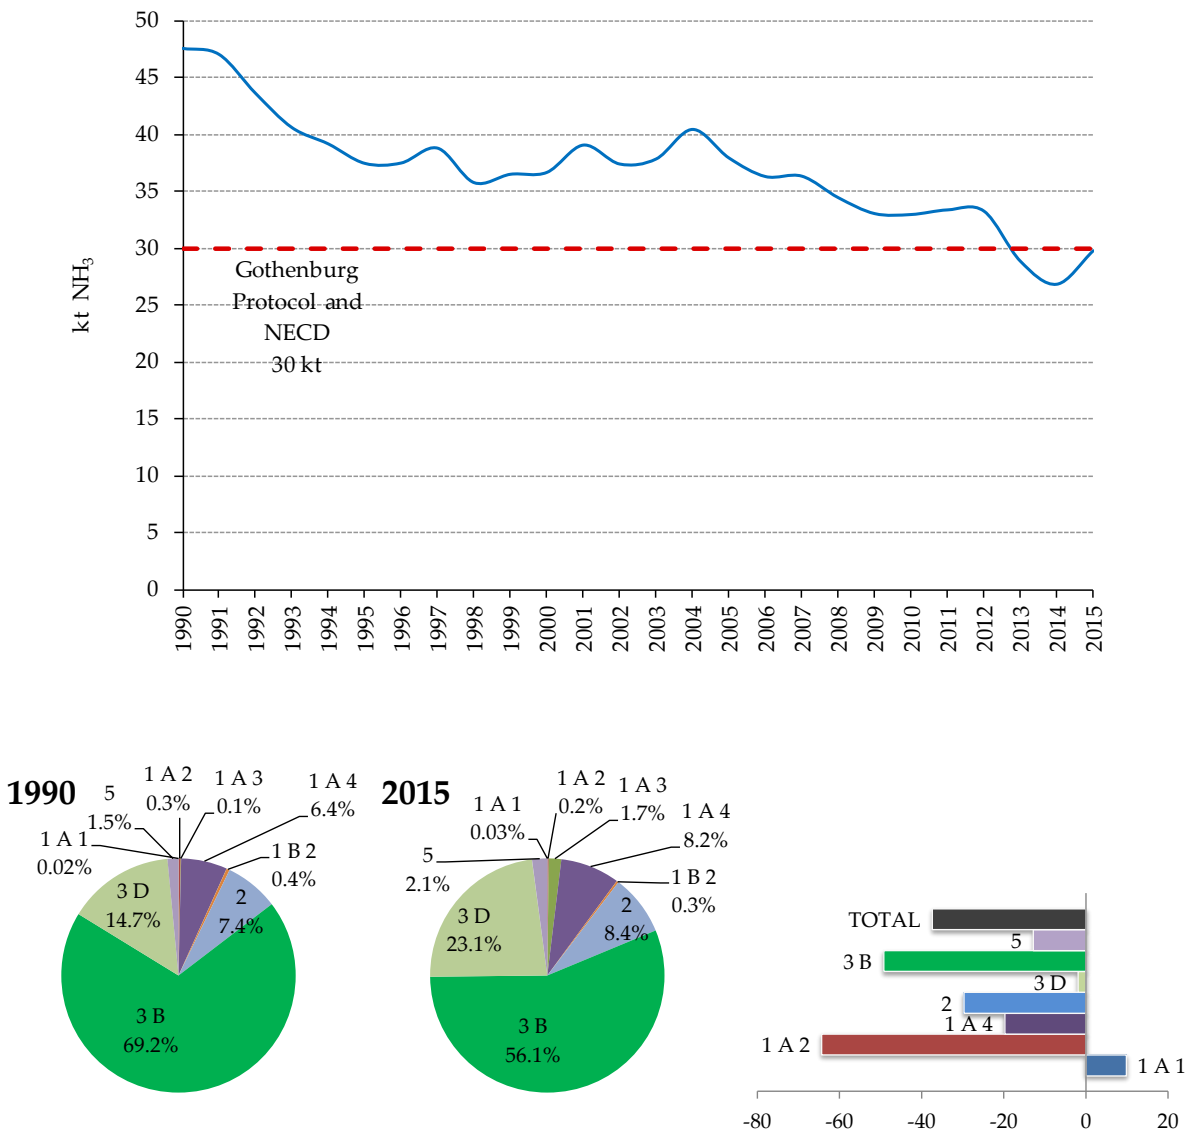 50
45
40
35
30
25
20
15
10
5
0
kt NH₃
Gothenburg
Protocol and
NECD
30 kt
1990
1991
1992
1993
1994
1995
1996
1997
1998
1999
2000
2001
2002
2003
2004
2005
2006
2007
2008
2009
2010
2011
2012
2013
2014
2015
1990
5
1.5%
1 A 2
0.3%
1 A 3
0.1%
1 A 4
6.4%
1 A 1
0.02%
1 B 2
0.4%
3 D
14.7%
2
7.4%
3 B
69.2%
2015
1 A 1
0.03%
1 A 2
0.2%
1 A 3
1.7%
1 A 4
8.2%
5
2.1%
1 B 2
0.3%
3 D
23.1%
2
8.4%
3 B
56.1%
TOTAL
5
3 B
3 D
2
1 A 4
1 A 2
1 A 1
-80
-60
-40
-20
0
20